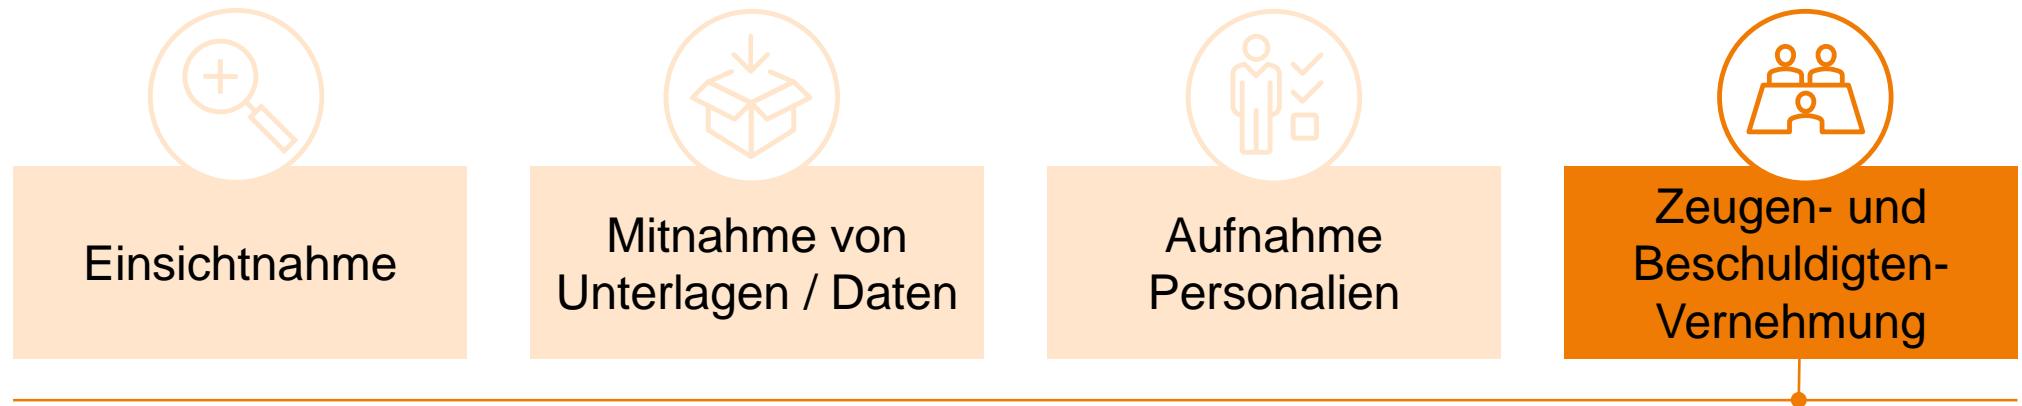 Einsichtnahme
Mitnahme von
Unterlagen / Daten
Aufnahme
Personalien
Zeugen- und
Beschuldigten-
Vernehmung